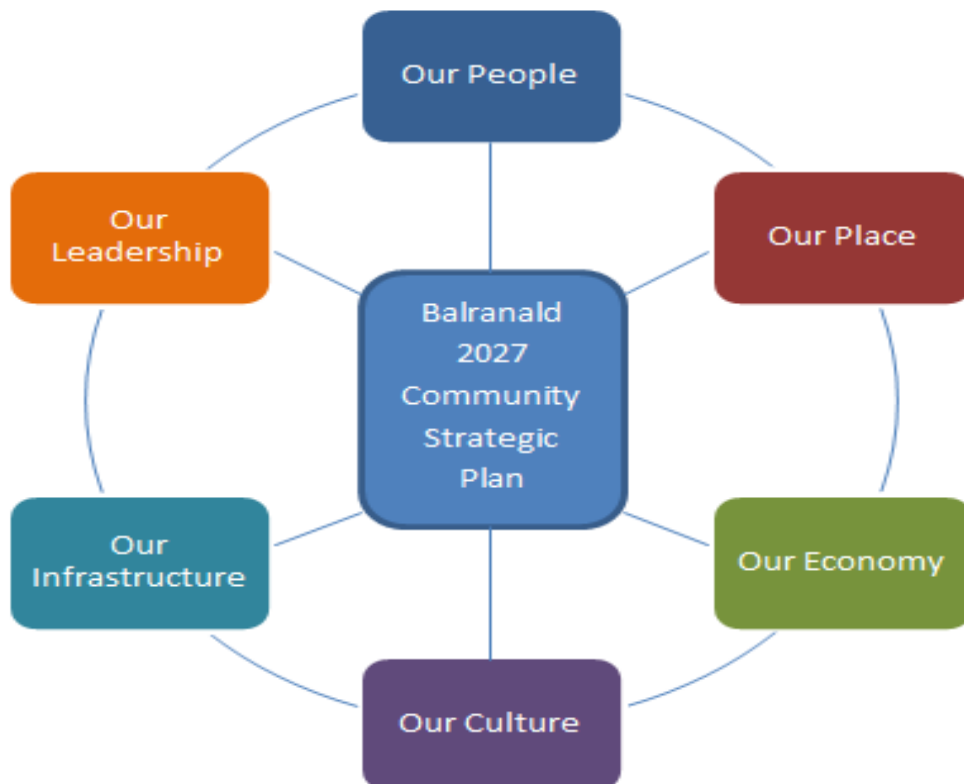 Our People
Our
Leadership
Our Place
Balranald
2027
Community
Strategic
Plan
Our
Infrastructure
Our Economy
Our Culture